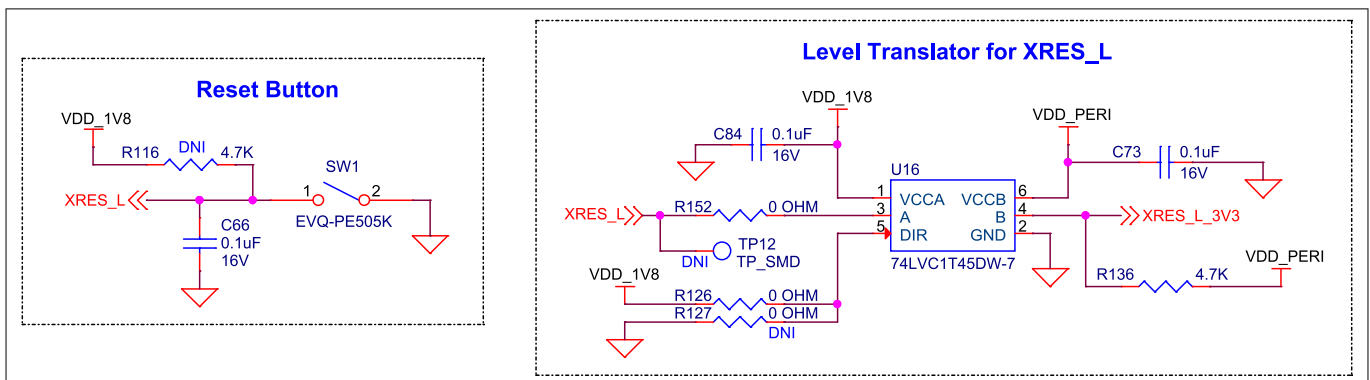 Reset Button
VDD_1V8
DNI
R116 4.7K
XRES_L
C66
0.1uF
16V
SW1
1 2
EVQ-PE505K
Level Translator for XRES_L
VDD_1V8
C84 0.1uF
16V
VDD_PERI
C73 0.1uF
16V
U16
1 VCCA VCCB 6
XRES_L R152 0 OHM 3 A B 4 XRES_L_3V3
5 DIR GND 2
74LVC1T45DW-7
DNI TP12
TP_SMD
VDD_1V8
R126 0 OHM
R127 0 OHM
DNI
VDD_PERI
R136 4.7K